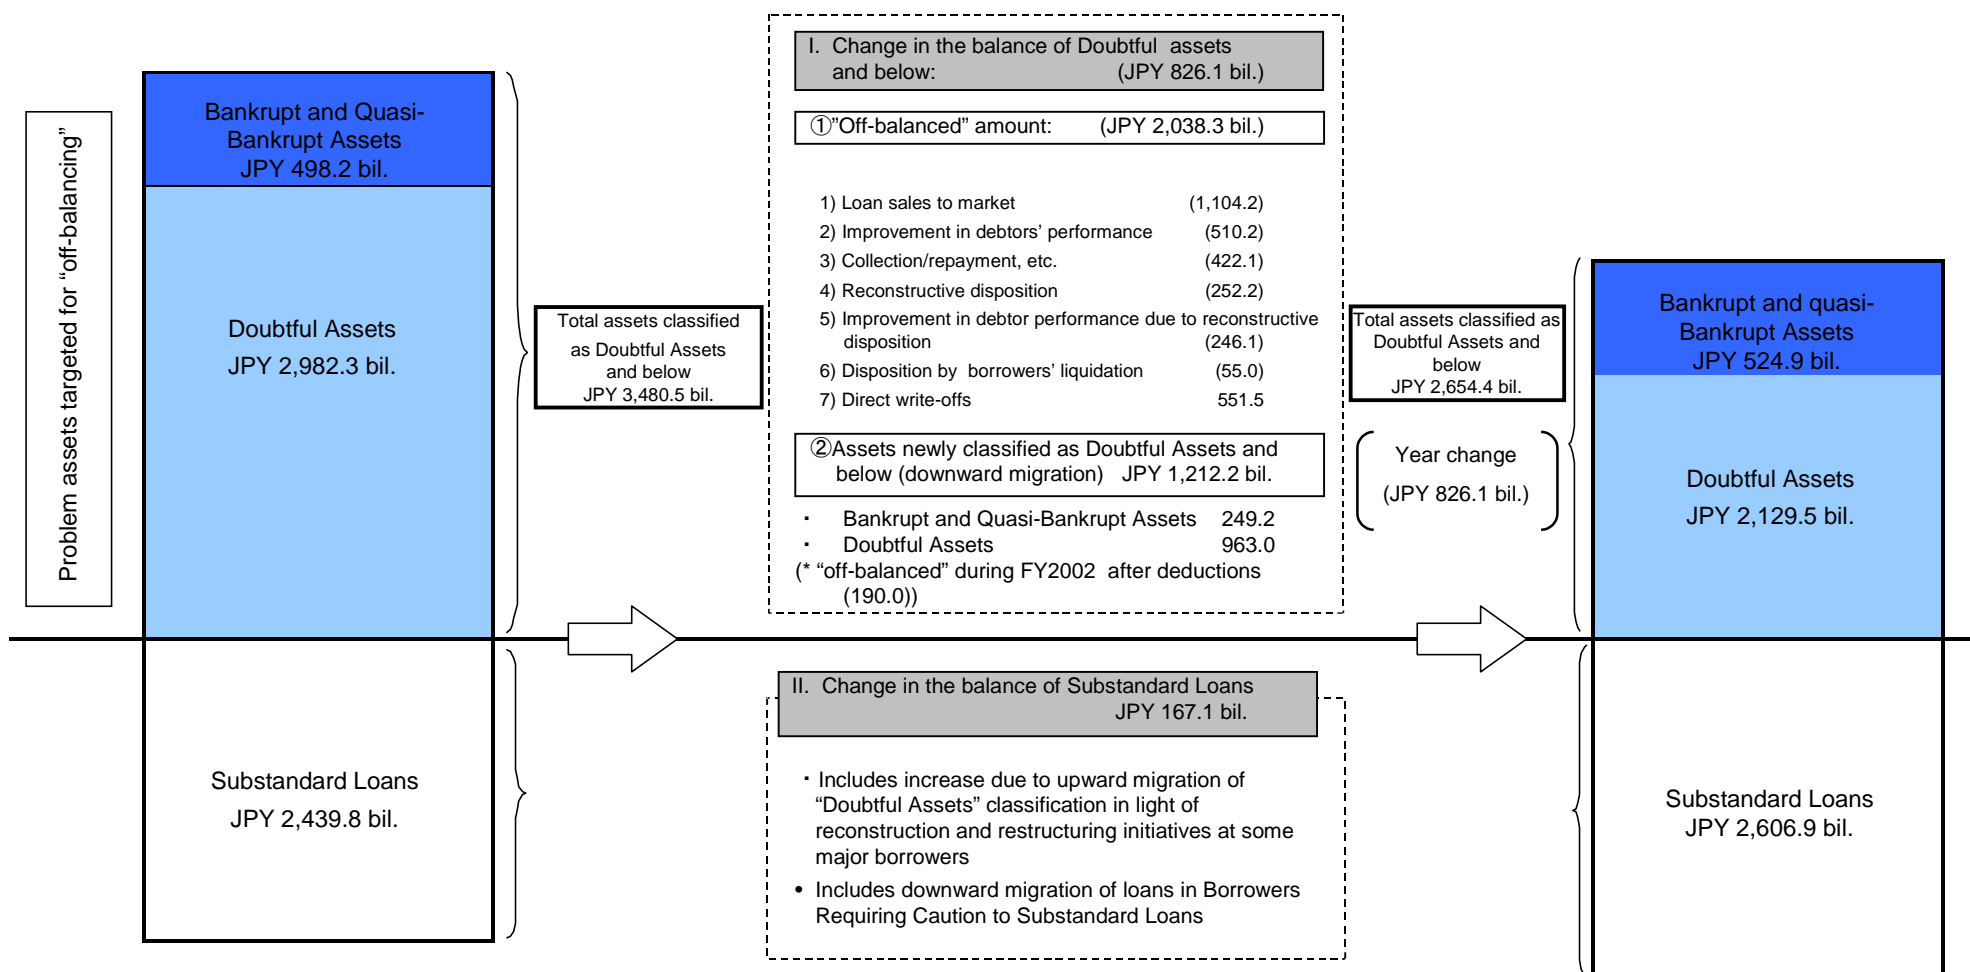 Problem assets targeted for “off-balancing”
Bankrupt and Quasi-
Bankrupt Assets
JPY 498.2 bil.
Doubtful Assets
JPY 2,982.3 bil.
Substandard Loans
JPY 2,439.8 bil.
Total assets classified
as Doubtful Assets
and below
JPY 3,480.5 bil.
I. Change in the balance of Doubtful assets
and below: (JPY 826.1 bil.)
①”Off-balanced” amount: (JPY 2,038.3 bil.)
1) Loan sales to market (1,104.2)
2) Improvement in debtors’ performance (510.2)
3) Collection/repayment, etc. (422.1)
4) Reconstructive disposition (252.2)
5) Improvement in debtor performance due to reconstructive
disposition (246.1)
6) Disposition by borrowers’ liquidation (55.0)
7) Direct write-offs 551.5
②Assets newly classified as Doubtful Assets and
below (downward migration) JPY 1,212.2 bil.
・ Bankrupt and Quasi-Bankrupt Assets 249.2
・ Doubtful Assets 963.0
(* “off-balanced” during FY2002 after deductions
(190.0))
II. Change in the balance of Substandard Loans
JPY 167.1 bil.
・Includes increase due to upward migration of
“Doubtful Assets” classification in light of
reconstruction and restructuring initiatives at some
major borrowers
• Includes downward migration of loans in Borrowers
Requiring Caution to Substandard Loans
Total assets classified as
Doubtful Assets and
below
JPY 2,654.4 bil.
Year change
(JPY 826.1 bil.)
Bankrupt and quasi-
Bankrupt Assets
JPY 524.9 bil.
Doubtful Assets
JPY 2,129.5 bil.
Substandard Loans
JPY 2,606.9 bil.